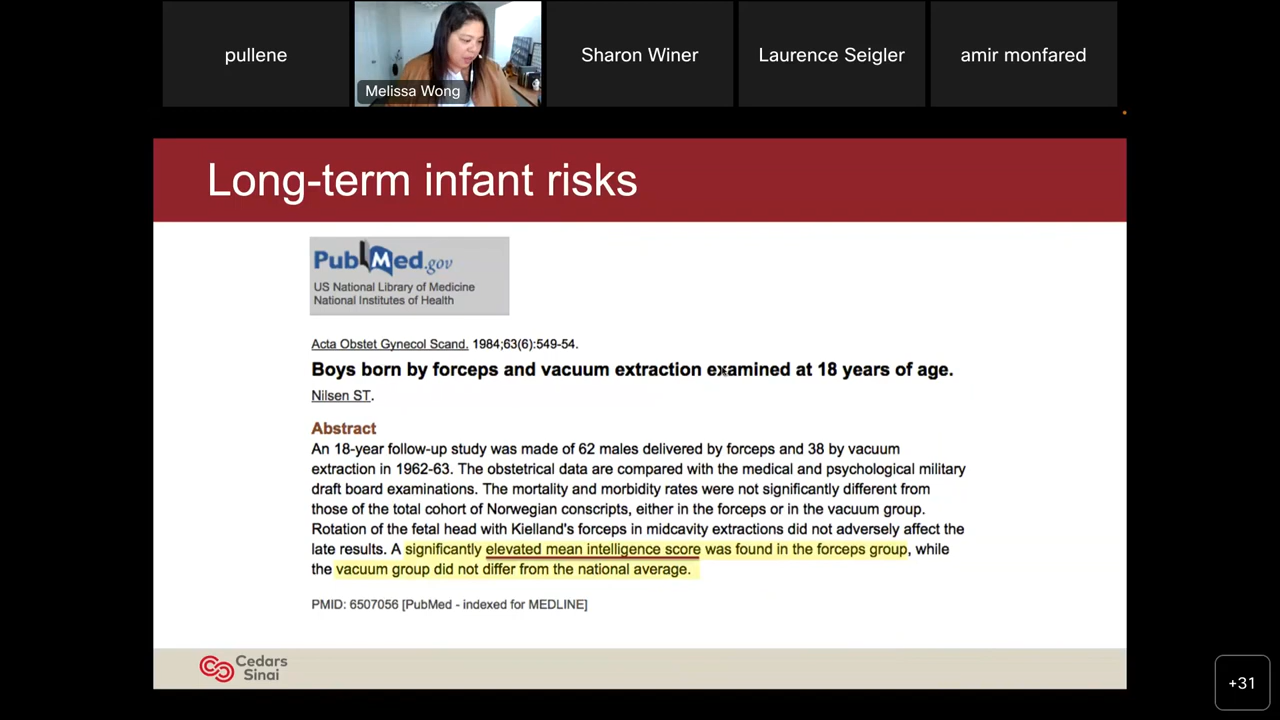 pullene
Melissa Wong
Sharon Winer
Laurence Seigler
amir monfared
Long-term infant risks
PubMed.gov
US National Library of Medicine
National Institutes of Health
Acta Obstet Gynecol Scand. 1984;63(6):549-54.
Boys born by forceps and vacuum extraction examined at 18 years of age.
Nilsen ST.
Abstract
An 18-year follow-up study was made of 62 males delivered by forceps and 38 by vacuum
extraction in 1962-63. The obstetrical data are compared with the medical and psychological military
draft board examinations. The mortality and morbidity rates were not significantly different from
those of the total cohort of Norwegian conscripts, either in the forceps or in the vacuum group.
Rotation of the fetal head with Kielland's forceps in midcavity extractions did not adversely affect the
late results. A significantly elevated mean intelligence score was found in the forceps group, while
the vacuum group did not differ from the national average.
PMID: 6507056 [PubMed - indexed for MEDLINE]
Cedars
Sinai
+31